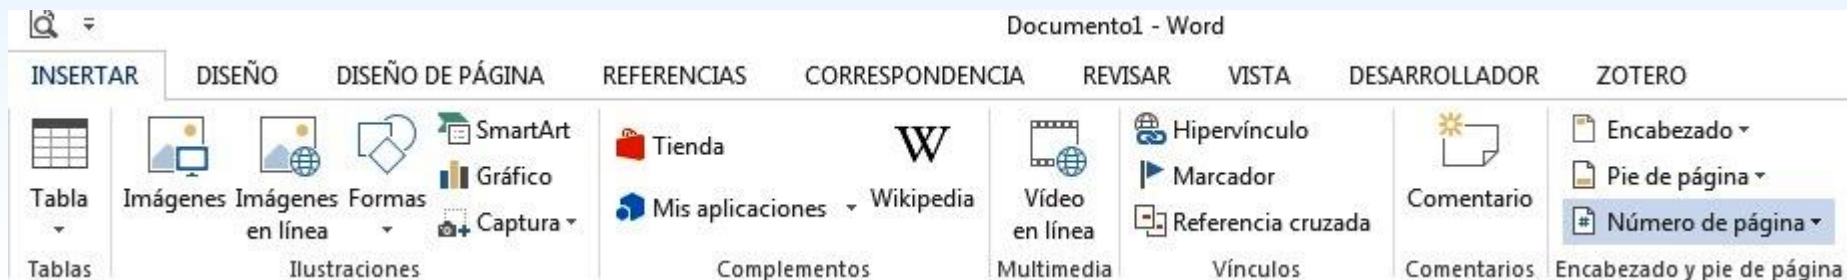 Documento1 - Word
INSERTAR DISEÑO DISEÑO DE PÁGINA REFERENCIAS CORRESPONDENCIA REVISAR VISTA DESARROLLADOR ZOTERO
Tabla
Imágenes
Imágenes
en línea
Formas
SmartArt
Gráfico
Captura
Tienda
Mis aplicaciones
W
Wikipedia
Vídeo
en línea
Hipervínculo
Marcador
Referencia cruzada
Comentario
Encabezado
Pie de página
# Número de página
Tablas Ilustraciones Complementos Multimedia Vínculos Comentarios Encabezado y pie de página